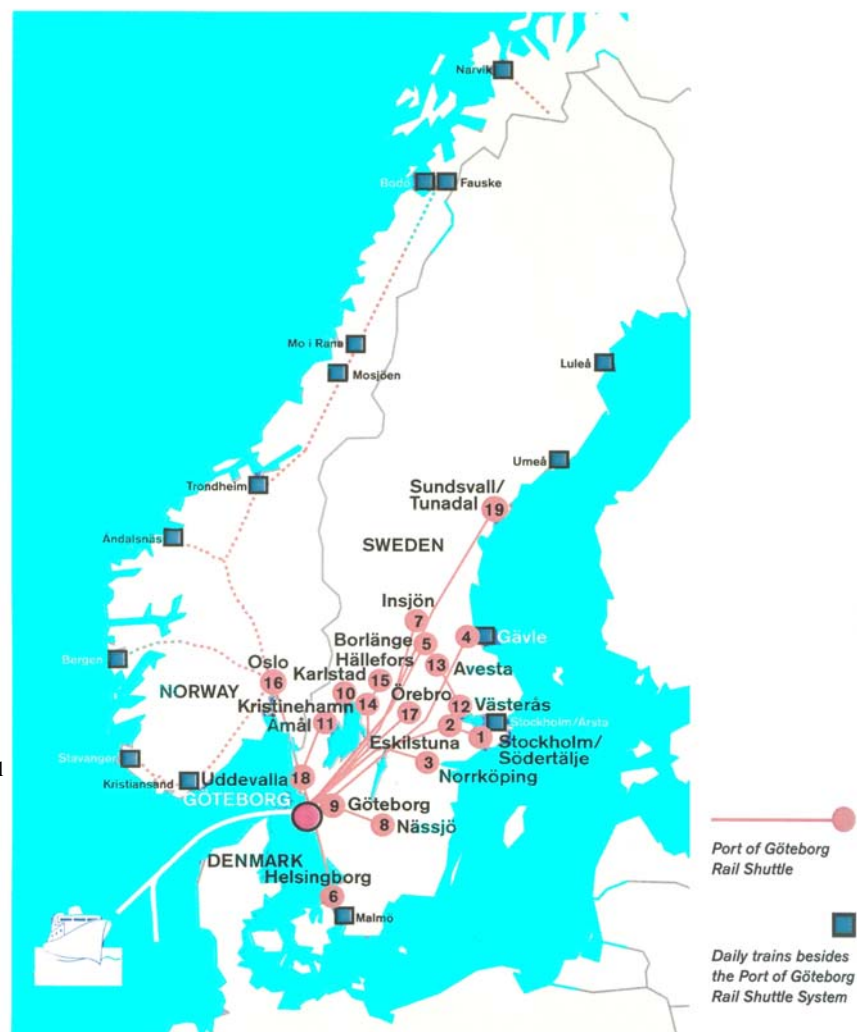 Narvik
Bodö
Fauske
Mo i Rana
Mosjöen
Luleå
Umeå
Trondheim
Sundsvall/
Tunadal
19
Åndalsnäs
SWEDEN
Insjön
7
Borlänge
5
4
Gävle
Bergen
Oslo
16
Karlstad
10
Hällefors
15
13
Avesta
NORWAY
Kristinehamn
14
Örebro
17
12
Västerås
Åmål
11
2
Stockholm/Årsta
Eskilstuna
1
Stockholm/
Södertälje
Stavanger
Kristiansand
Uddevalla
18
3
Norrköping
GÖTEBORG
9
Göteborg
8
Nässjö
DENMARK
Helsingborg
6
Malmö
Port of Göteborg
Rail Shuttle
Daily trains besides
the Port of Göteborg
Rail Shuttle System